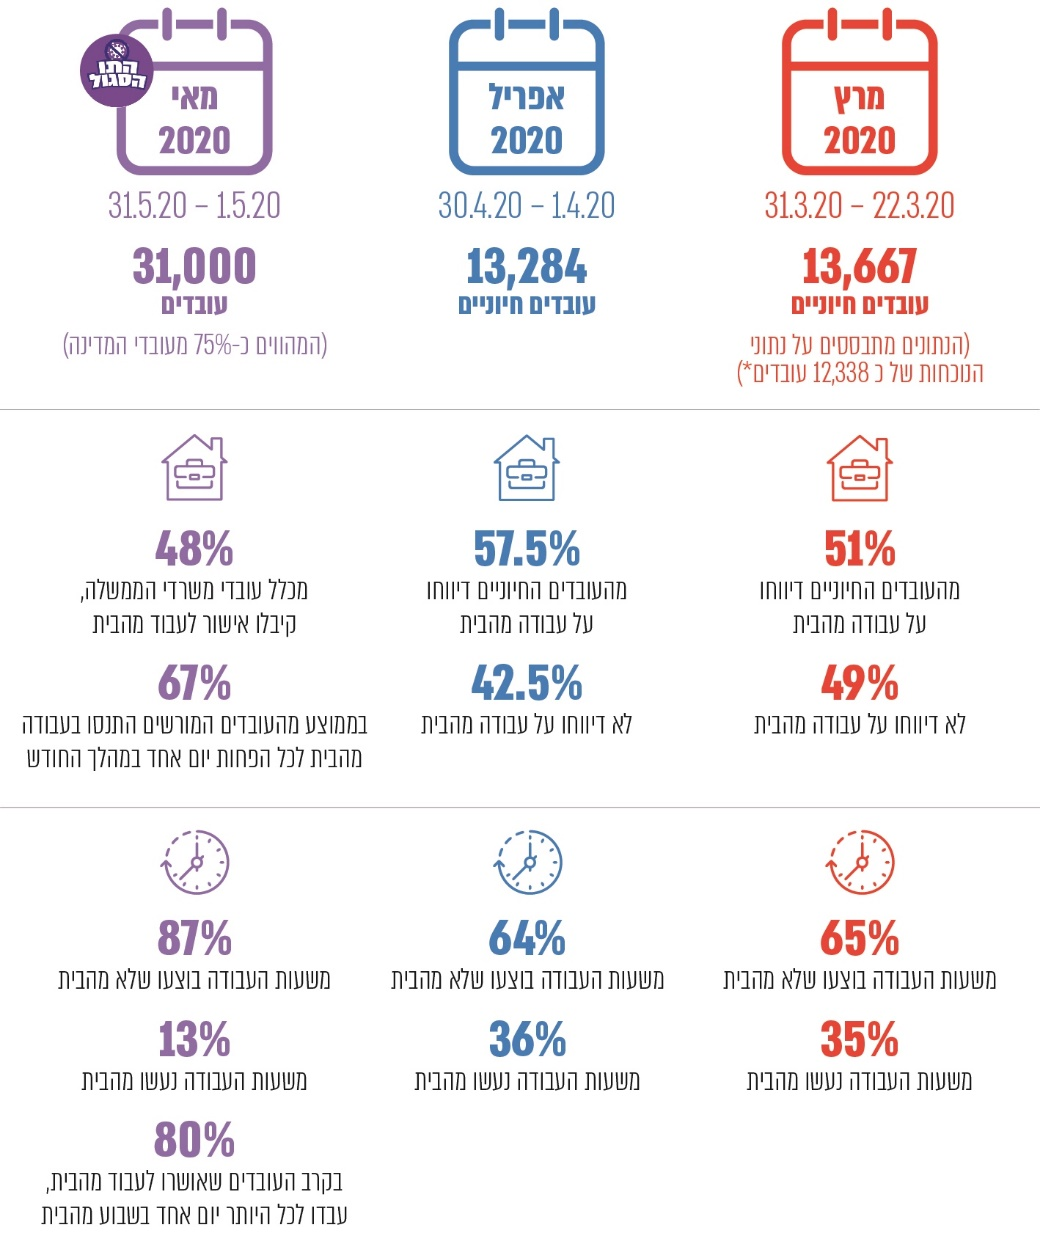 מרץ
2020
22.3.20 – 31.3.20
13,667
עובדים חיוניים
(הנתונים מתבססים על נתוני
הנוכחות של כ 12,338 עובדים*)
אפריל
2020
1.4.20 – 30.4.20
13,284
עובדים חיוניים
התו
הסגול
מאי
2020
1.5.20 – 31.5.20
31,000
עובדים
(המהווים כ-75% מעובדי המדינה)
51%
מהעובדים החיוניים דיווחו
על עבודה מהבית
49%
לא דיווחו על עבודה מהבית
57.5%
מהעובדים החיוניים דיווחו
על עבודה מהבית
42.5%
לא דיווחו על עבודה מהבית
48%
מכלל עובדי משרדי הממשלה,
קיבלו אישור לעבוד מהבית
67%
בממוצע מהעובדים המורשים התנסו בעבודה
מהבית לכל הפחות יום אחד במהלך החודש
65%
משעות העבודה בוצעו שלא מהבית
35%
משעות העבודה נעשו מהבית
64%
משעות העבודה בוצעו שלא מהבית
36%
משעות העבודה נעשו מהבית
87%
משעות העבודה בוצעו שלא מהבית
13%
משעות העבודה נעשו מהבית
80%
בקרב העובדים שאושרו לעבוד מהבית,
עבדו לכל היותר יום אחד בשבוע מהבית